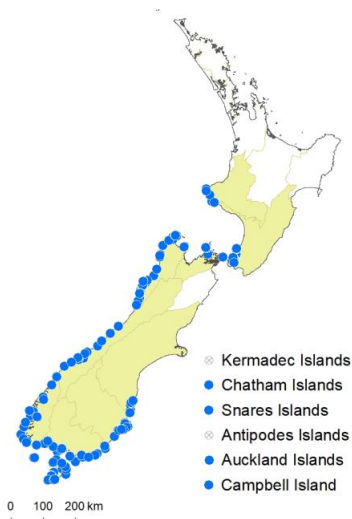 Kermadec Islands
Chatham Islands
Snares Islands
Antipodes Islands
Auckland Islands
Campbell Island
0 100 200 km